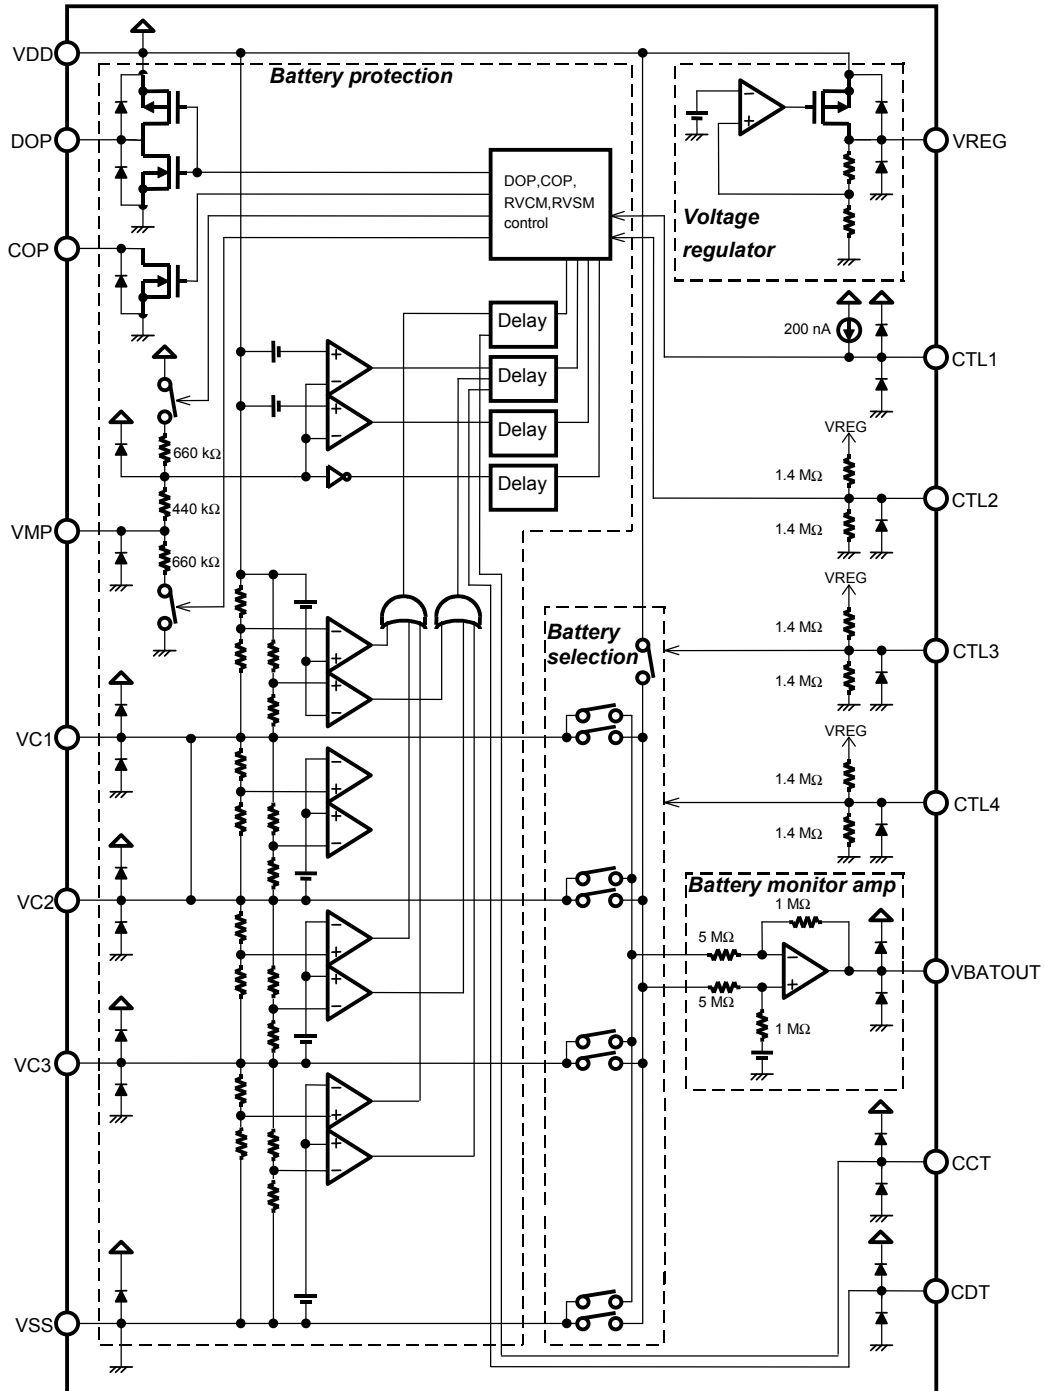 VDD
Battery protection
DOP
VREG
DOP,COP,
RVCM,RVSM
control
Voltage
regulator
COP
Delay
200 nA
CTL1
Delay
Delay
VREG
660 kΩ
1.4 MΩ
Delay
440 kΩ
CTL2
VMP
1.4 MΩ
660 kΩ
VREG
Battery
selection
1.4 MΩ
CTL3
1.4 MΩ
VC1
VREG
1.4 MΩ
CTL4
1.4 MΩ
Battery monitor amp
VC2
1 MΩ
5 MΩ
VBATOUT
5 MΩ
1 MΩ
VC3
CCT
CDT
VSS